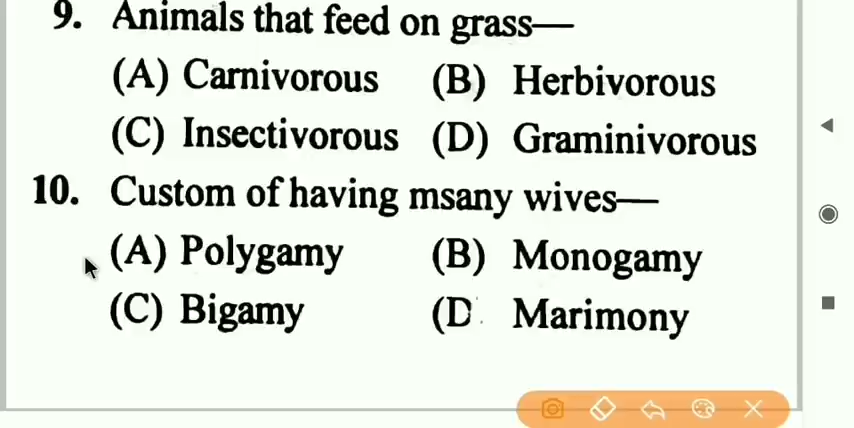 9. Animals that feed on grass—
(A) Carnivorous (B) Herbivorous
(C) Insectivorous (D) Graminivorous
10. Custom of having msany wives—
(A) Polygamy (B) Monogamy
(C) Bigamy (D Marimony